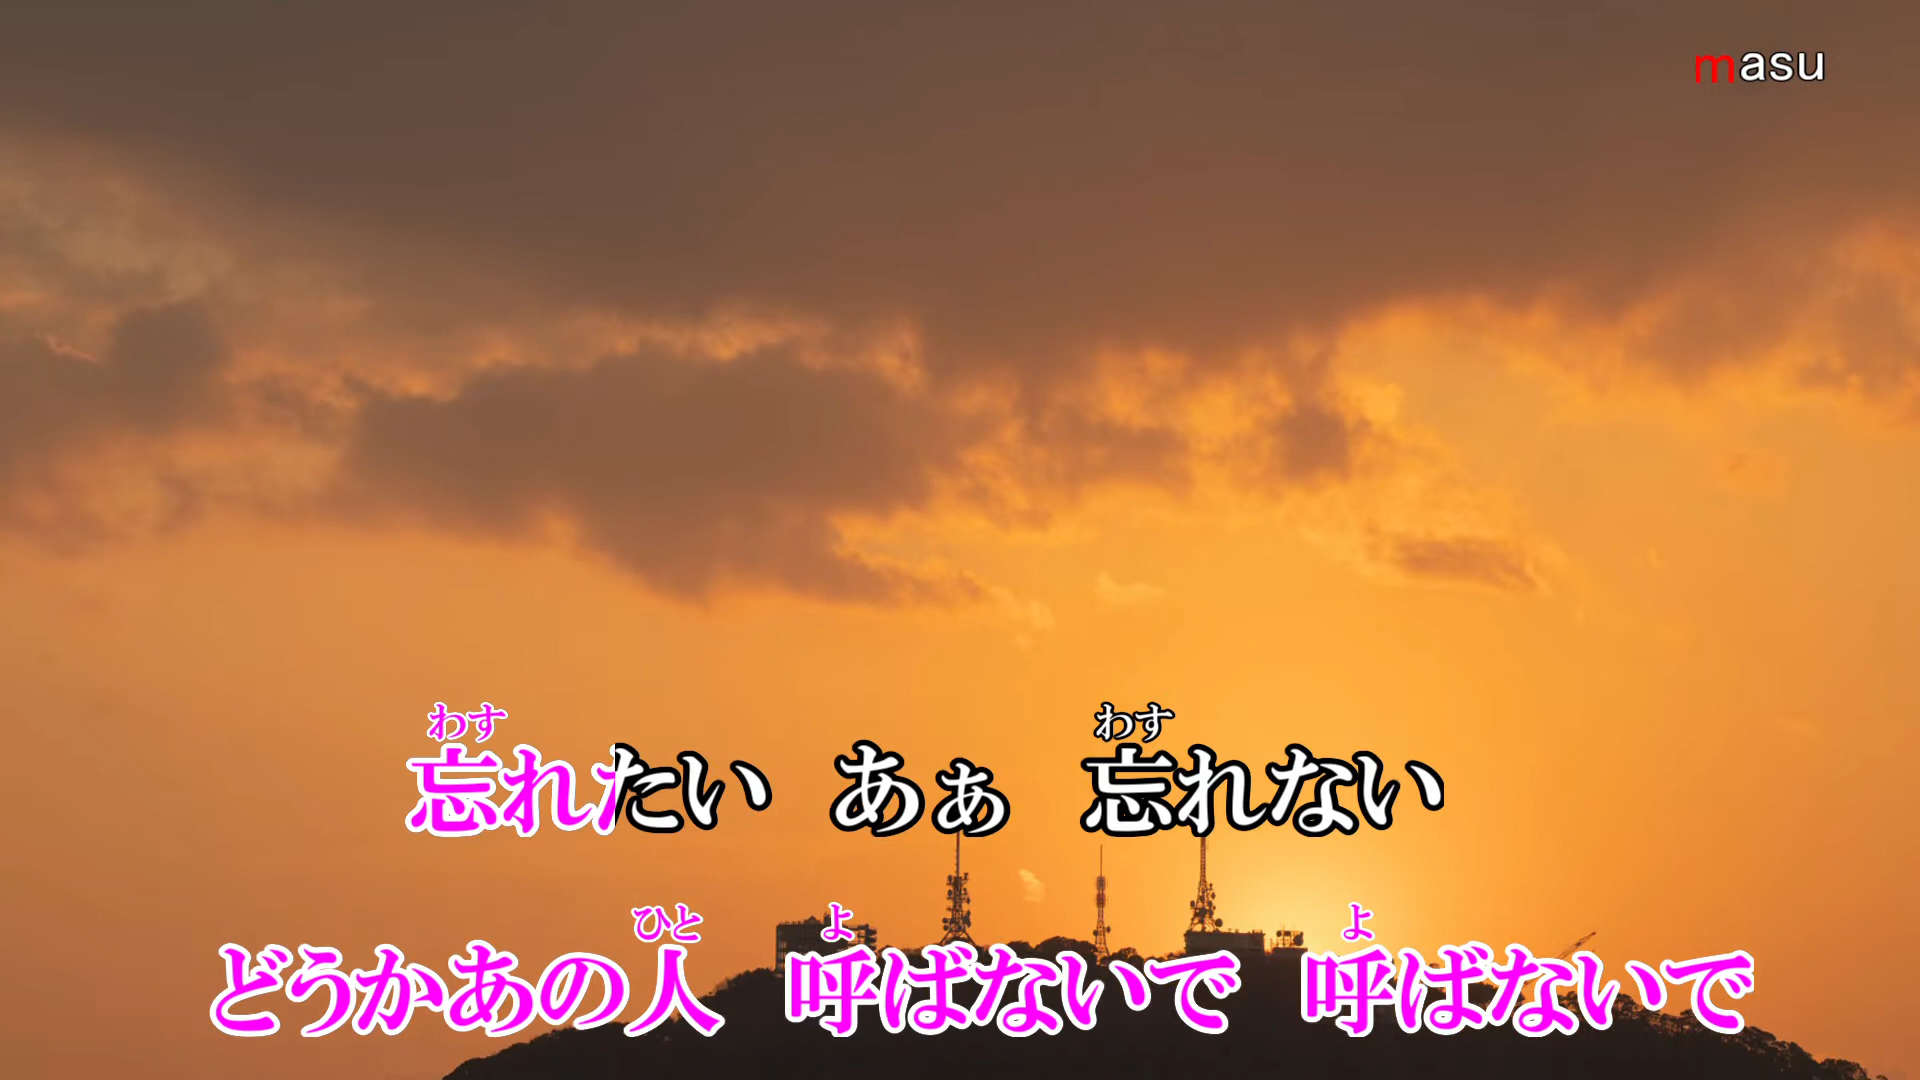 masu
わす わす
忘れたい あぁ 忘れない
ひと よ よ
どうかあの人 呼ばないで 呼ばないで